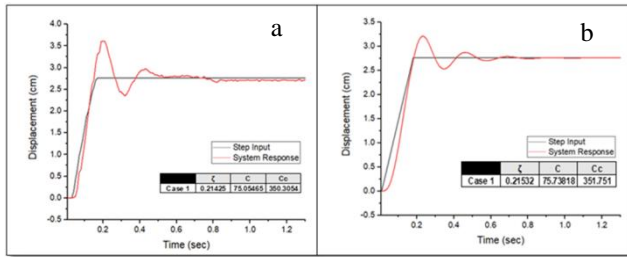 a
4.0
3.5
3.0
2.5
2.0
1.5
1.0
0.5
0.0
-0.5
Displacement (cm)
Step Input
System Response
ζ C Cc
Case 1 0.21425 75.05465 350.3054
0.2 0.4 0.6 0.8 1.0 1.2
Time (sec)
b
3.5
3.0
2.5
2.0
1.5
1.0
0.5
0.0
-0.5
Displacement (cm)
Step Input
System Response
ζ C Cc
Case 1 0.21532 75.73818 351.751
0.0 0.2 0.4 0.6 0.8 1.0 1.2
Time (sec)